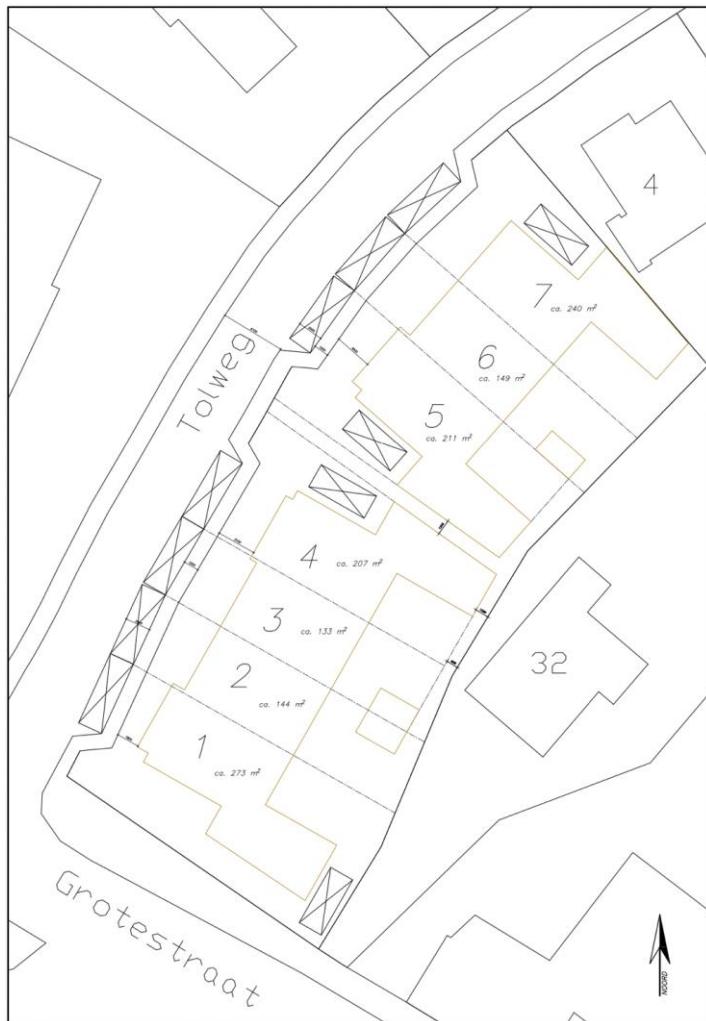 4
7
ca. 240 m²
Tolweg
6
ca. 149 m²
5
ca. 211 m²
4
ca. 207 m²
3
ca. 133 m²
32
2
ca. 144 m²
1
ca. 273 m²
Grotestraat
NOORD